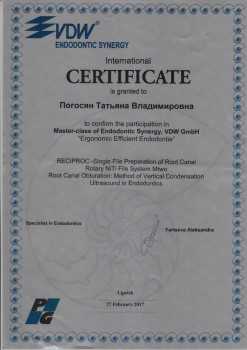 VDW®
ENDODONTIC SYNERGY
International
CERTIFICATE
is granted to
Погосян Татьяна Владимировна
to confirm the participation in
Master-class of Endodontic Synergy, VDW GmbH
"Ergonomic Efficient Endodontie"
RECIPROC -Single File Preparation of Root Canal
Rotary NiTi File System Mtwo
Root Canal Obturation: Method of Vertical Condensation
Ultrasound in Endodontics
Specialist in Endodontics
Aleksandra
Lipetsk
27 February 2017